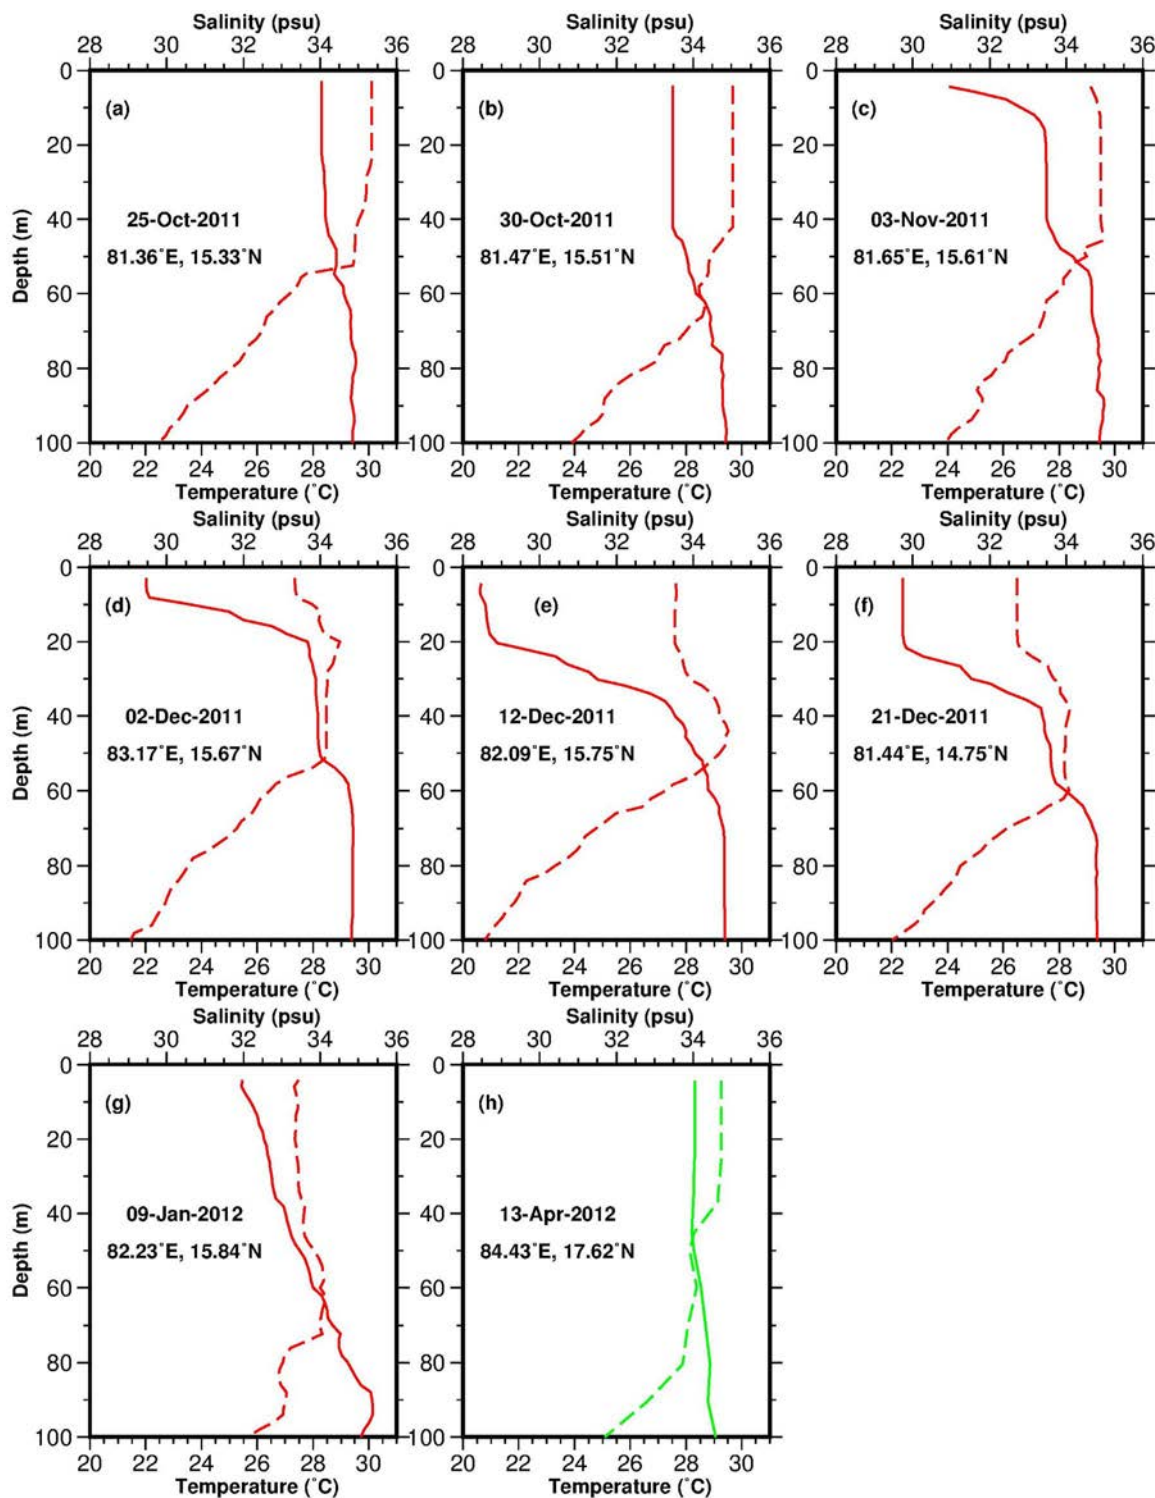 Salinity (psu) Salinity (psu) Salinity (psu)
28 30 32 34 36 28 30 32 34 36 28 30 32 34 36
0 0 0
(a) (b) (c)
20 20 20
40 40 40
25-Oct-2011 30-Oct-2011 03-Nov-2011
81.36°E, 15.33°N 81.47°E, 15.51°N 81.65°E, 15.61°N
Depth (m)
60 60 60
80 80 80
100 100 100
20 22 24 26 28 30 20 22 24 26 28 30 20 22 24 26 28 30
Temperature (°C) Temperature (°C) Temperature (°C)
Salinity (psu) Salinity (psu) Salinity (psu)
28 30 32 34 36 28 30 32 34 36 28 30 32 34 36
0 0 0
(d) (e) (f)
20 20 20
40 40 40
02-Dec-2011 12-Dec-2011 21-Dec-2011
83.17°E, 15.67°N 82.09°E, 15.75°N 81.44°E, 14.75°N
Depth (m)
60 60 60
80 80 80
100 100 100
20 22 24 26 28 30 20 22 24 26 28 30 20 22 24 26 28 30
Temperature (°C) Temperature (°C) Temperature (°C)
Salinity (psu) Salinity (psu)
28 30 32 34 36 28 30 32 34 36
0 0
(g) (h)
20 20
40 40
09-Jan-2012 13-Apr-2012
82.23°E, 15.84°N 84.43°E, 17.62°N
Depth (m)
60 60
80 80
100 100
20 22 24 26 28 30 20 22 24 26 28 30
Temperature (°C) Temperature (°C)